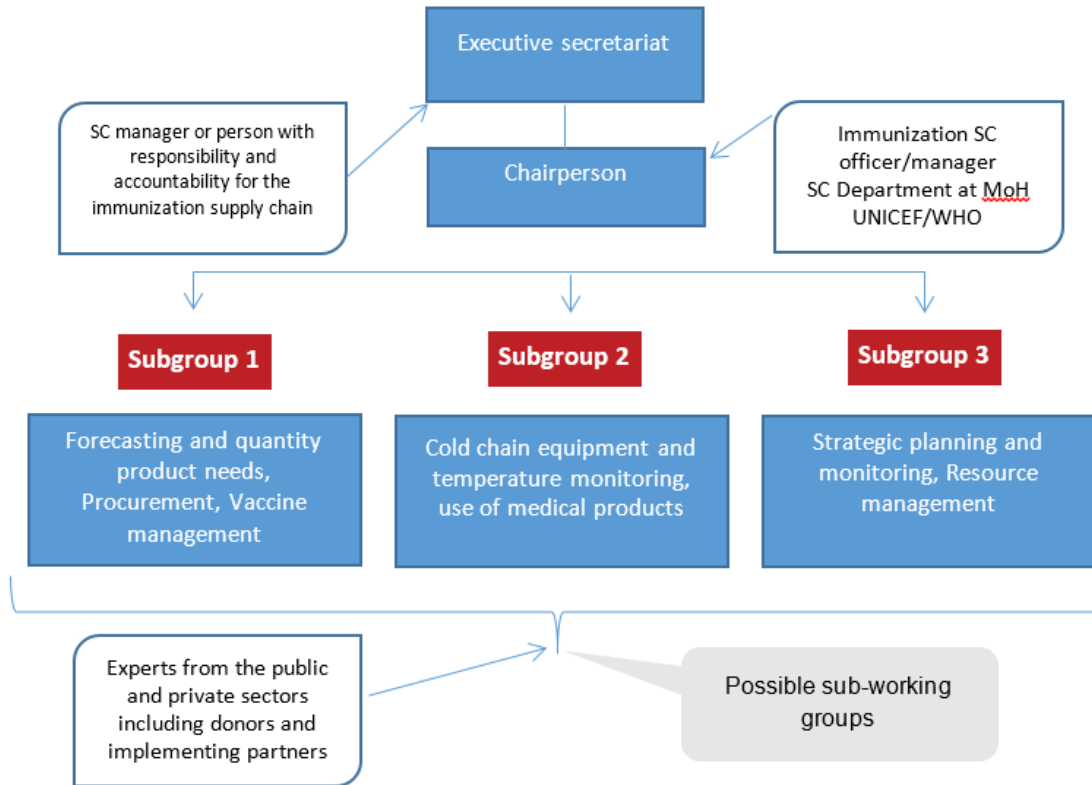 Executive secretariat
SC manager or person with
responsibility and
accountability for the
immunization supply chain
Chairperson
Immunization SC
officer/manager
SC Department at MoH
UNICEF/WHO
Subgroup 1
Subgroup 2
Subgroup 3
Forecasting and quantity
product needs,
Procurement, Vaccine
management
Cold chain equipment and
temperature monitoring,
use of medical products
Strategic planning and
monitoring, Resource
management
Experts from the public
and private sectors
including donors and
implementing partners
Possible sub-working
groups